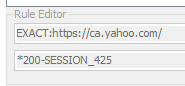 Rule Editor
EXACT:https://ca.yahoo.com/
*200-SESSION_425